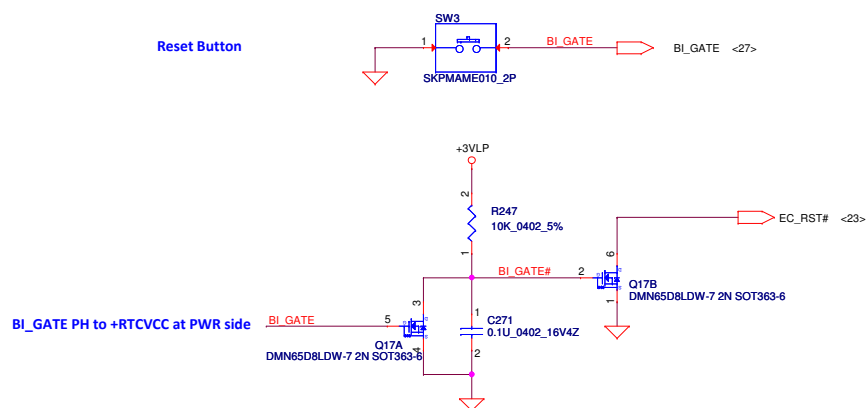 SW3
Reset Button
1
2
BI_GATE
BI_GATE <27>
SKPMAME010_2P
+3VLP
2
R247
10K_0402_5%
1
EC_RST# <23>
6
BI_GATE#
2
Q17B
DMN65D8LDW-7 2N SOT363-6
1
3
BI_GATE PH to +RTCVCC at PWR side
BI_GATE
5
1
C271
0.1U_0402_16V4Z
4
2
Q17A
DMN65D8LDW-7 2N SOT363-6